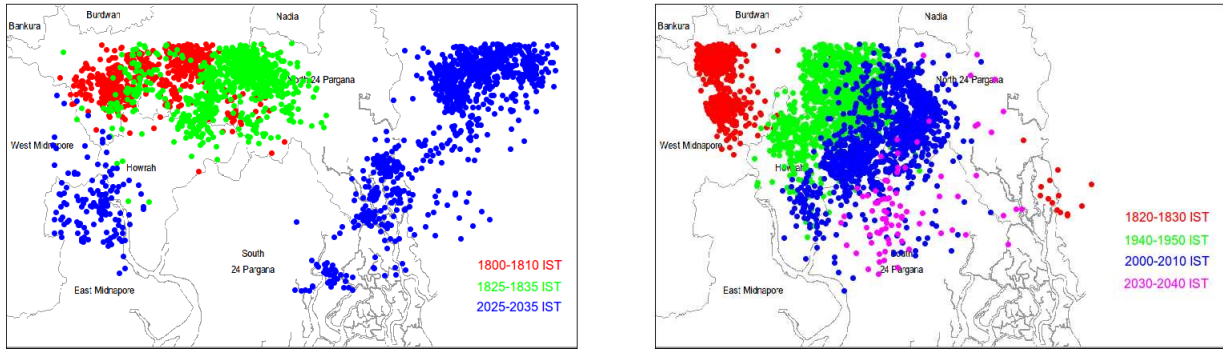 Burdwan
Bankura
Nadia
North 24 Pargana
West Midnapore
Howrah
South
24 Pargana
East Midnapore
1800-1810 IST
1825-1835 IST
2025-2035 IST
Burdwan
Bankura
Nadia
North 24 Pargana
West Midnapore
Howrah
South
24 Pargana
East Midnapore
1820-1830 IST
1940-1950 IST
2000-2010 IST
2030-2040 IST